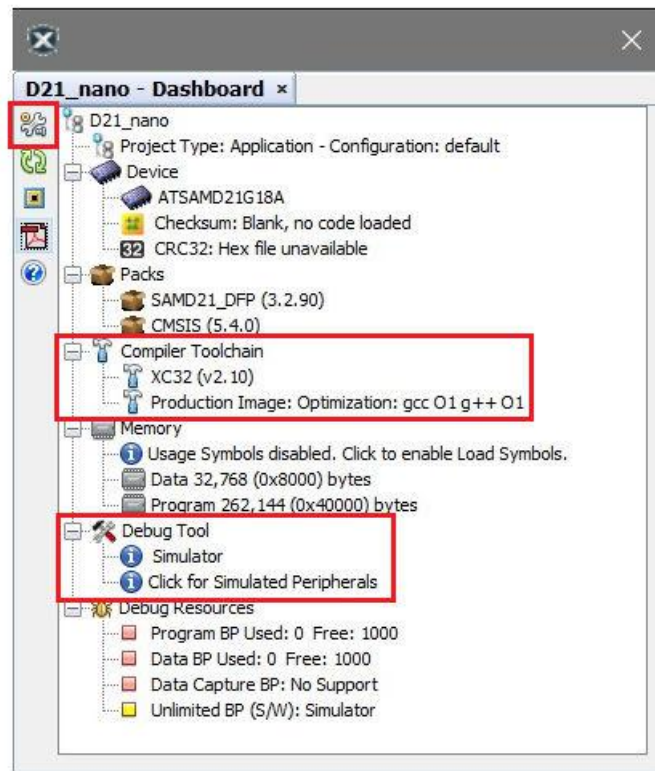 D21_nano - Dashboard ×
D21_nano
Project Type: Application - Configuration: default
Device
ATSAMD21G18A
Checksum: Blank, no code loaded
32 CRC32: Hex file unavailable
Packs
SAMD21_DFP (3.2.90)
CMSIS (5.4.0)
Compiler Toolchain
XC32 (v2.10)
Production Image: Optimization: gcc O1 g++ O1
Memory
Usage Symbols disabled. Click to enable Load Symbols.
Data 32,768 (0x8000) bytes
Program 262,144 (0x40000) bytes
Debug Tool
Simulator
Click for Simulated Peripherals
Debug Resources
Program BP Used: 0 Free: 1000
Data BP Used: 0 Free: 1000
Data Capture BP: No Support
Unlimited BP (S/W): Simulator